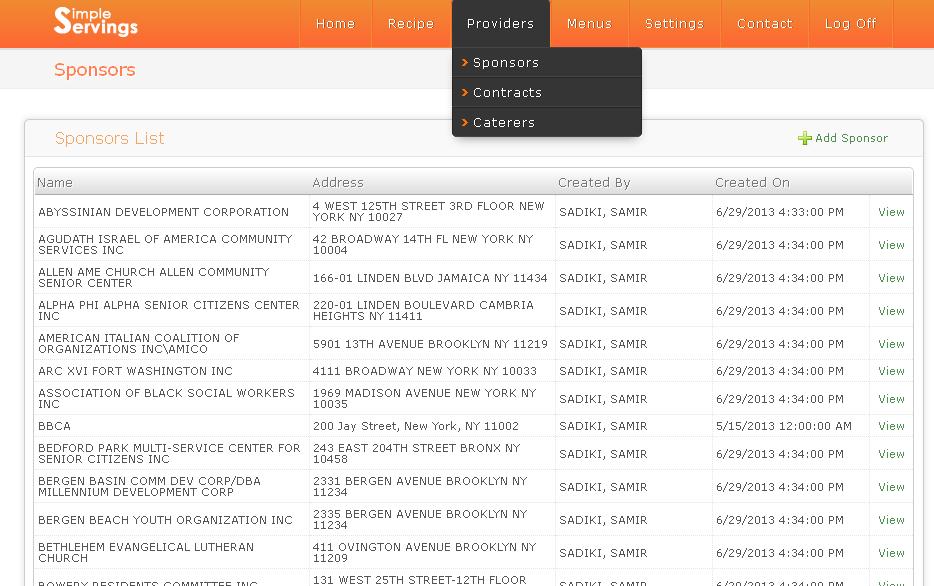 Simple
Servings
Home Recipe Providers Menus Settings Contact Log Off
Sponsors
Contracts
Caterers
Sponsors
Sponsors List
Add Sponsor
Name Address Created By Created On
ABYSSINIAN DEVELOPMENT CORPORATION 4 WEST 125TH STREET 3RD FLOOR NEW YORK NY 10027 SADIKI, SAMIR 6/29/2013 4:33:00 PM View
AGUDATH ISRAEL OF AMERICA COMMUNITY SERVICES INC 42 BROADWAY 14TH FL NEW YORK NY 10004 SADIKI, SAMIR 6/29/2013 4:34:00 PM View
ALLEN AME CHURCH ALLEN COMMUNITY SENIOR CENTER 166-01 LINDEN BLVD JAMAICA NY 11434 SADIKI, SAMIR 6/29/2013 4:34:00 PM View
ALPHA PHI ALPHA SENIOR CITIZENS CENTER INC 220-01 LINDEN BOULEVARD CAMBRIA HEIGHTS NY 11411 SADIKI, SAMIR 6/29/2013 4:34:00 PM View
AMERICAN ITALIAN COALITION OF ORGANIZATIONS INC\AMICO 5901 13TH AVENUE BROOKLYN NY 11219 SADIKI, SAMIR 6/29/2013 4:34:00 PM View
ARC XVI FORT WASHINGTON INC 4111 BROADWAY NEW YORK NY 10033 SADIKI, SAMIR 6/29/2013 4:34:00 PM View
ASSOCIATION OF BLACK SOCIAL WORKERS INC 1969 MADISON AVENUE NEW YORK NY 10035 SADIKI, SAMIR 6/29/2013 4:34:00 PM View
BBCA 200 Jay Street, New York, NY 11002 SADIKI, SAMIR 5/15/2013 12:00:00 AM View
BEDFORD PARK MULTI-SERVICE CENTER FOR SENIOR CITIZENS INC 243 EAST 204TH STREET BRONX NY 10458 SADIKI, SAMIR 6/29/2013 4:34:00 PM View
BERGEN BASIN COMM DEV CORP/DBA MILLENNIUM DEVELOPMENT CORP 2331 BERGEN AVENUE BROOKLYN NY 11234 SADIKI, SAMIR 6/29/2013 4:34:00 PM View
BERGEN BEACH YOUTH ORGANIZATION INC 2335 BERGEN AVENUE BROOKLYN NY 11234 SADIKI, SAMIR 6/29/2013 4:34:00 PM View
BETHLEHEM EVANGELICAL LUTHERAN CHURCH 411 OVINGTON AVENUE BROOKLYN NY 11209 SADIKI, SAMIR 6/29/2013 4:34:00 PM View
BOWERY RESIDENTS COMMITTEE INC 131 WEST 25TH STREET-12TH FLOOR SADIKI, SAMIR 6/29/2013 4:34:00 PM View